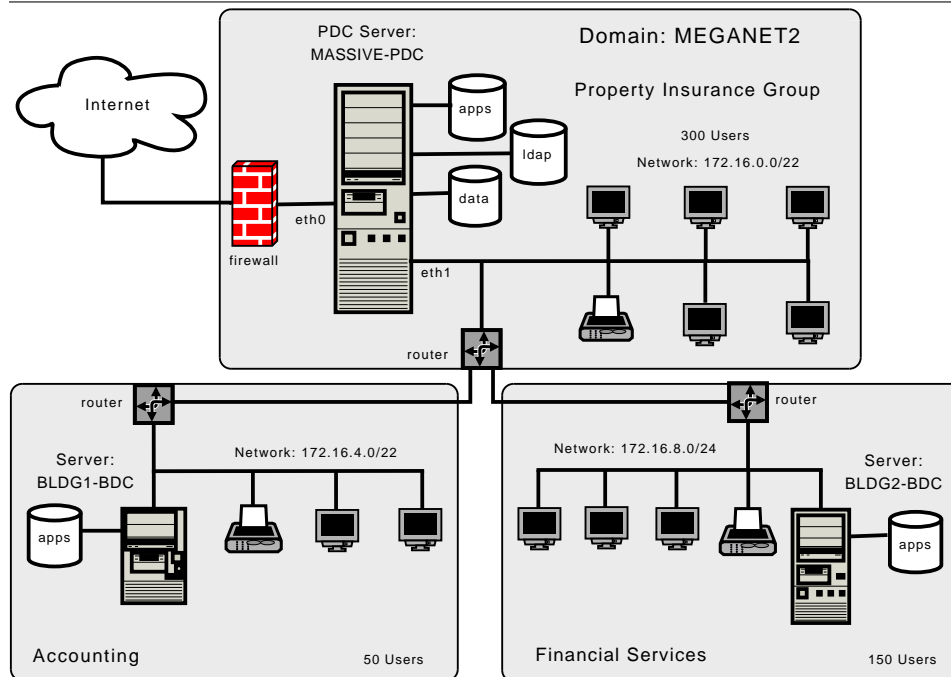 PDC Server:
MASSIVE-PDC
Domain: MEGANET2
Internet
apps
Property Insurance Group
ldap
300 Users
Network: 172.16.0.0/22
data
eth0
firewall
eth1
router
router
Network: 172.16.4.0/22
Server:
BLDG1-BDC
apps
Accounting
50 Users
router
Network: 172.16.8.0/24
Server:
BLDG2-BDC
apps
Financial Services
150 Users